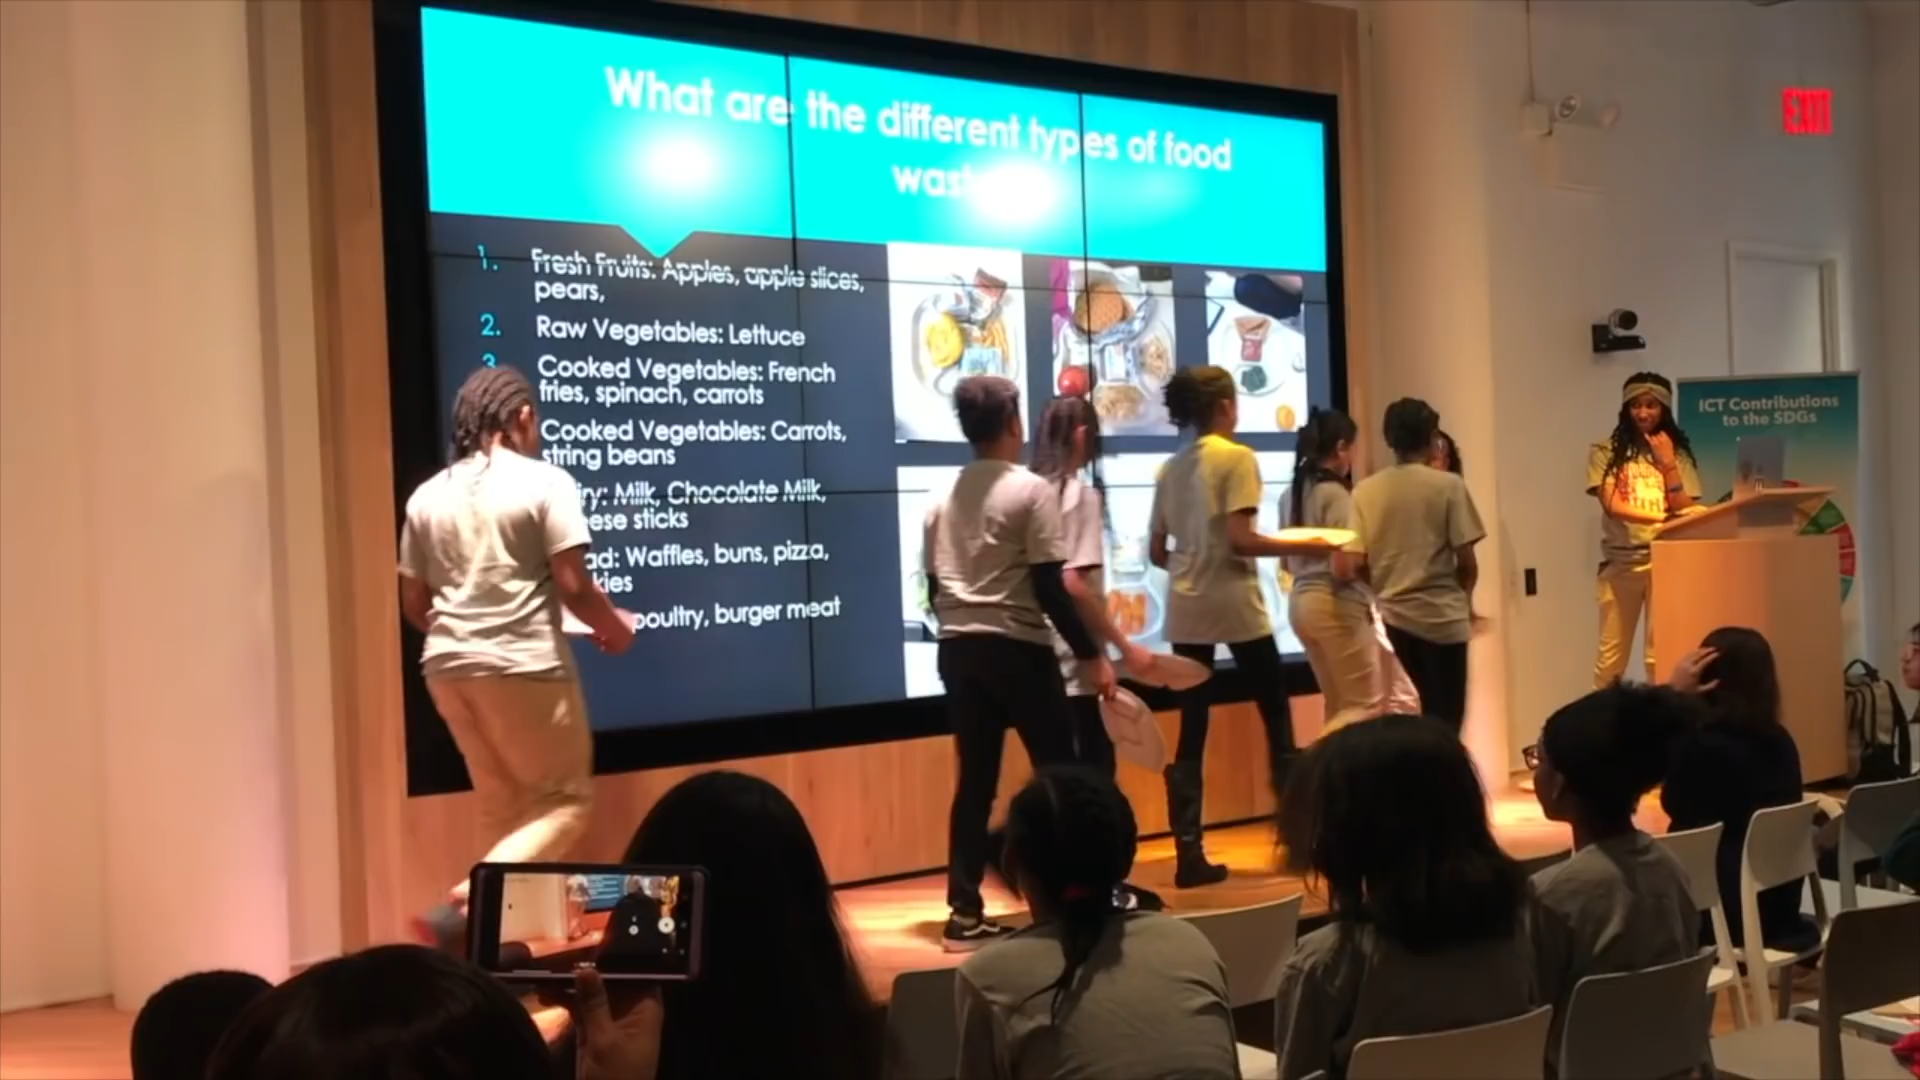 What are the different types of food
1. Fresh Fruits: Apples, apple slices,
pears,
2. Raw Vegetables: Lettuce
3 Cooked Vegetables: French
fries, spinach, carrots
Cooked Vegetables: Carrots,
string beans
Milk, Chocolate Milk,
sticks
Waffles, buns, pizza,
poultry, burger meat
EXIT
ICT Contributions
to the SDGs